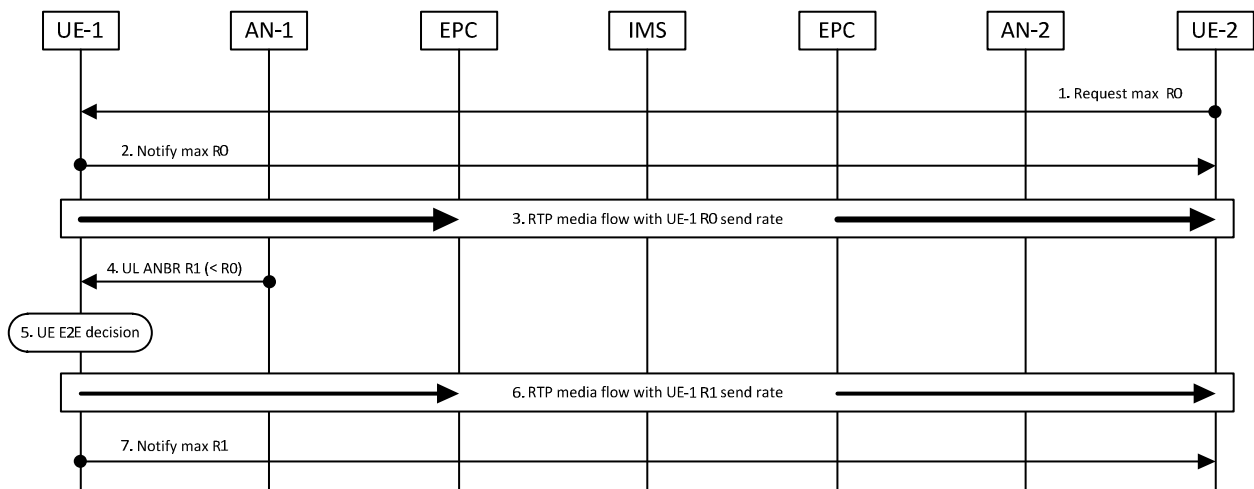 UE-1
AN-1
EPC
IMS
EPC
AN-2
UE-2
1. Request max R0
2. Notify max R0
3. RTP media flow with UE-1 R0 send rate
4. UL ANBR R1 (< R0)
5. UE E2E decision
6. RTP media flow with UE-1 R1 send rate
7. Notify max R1